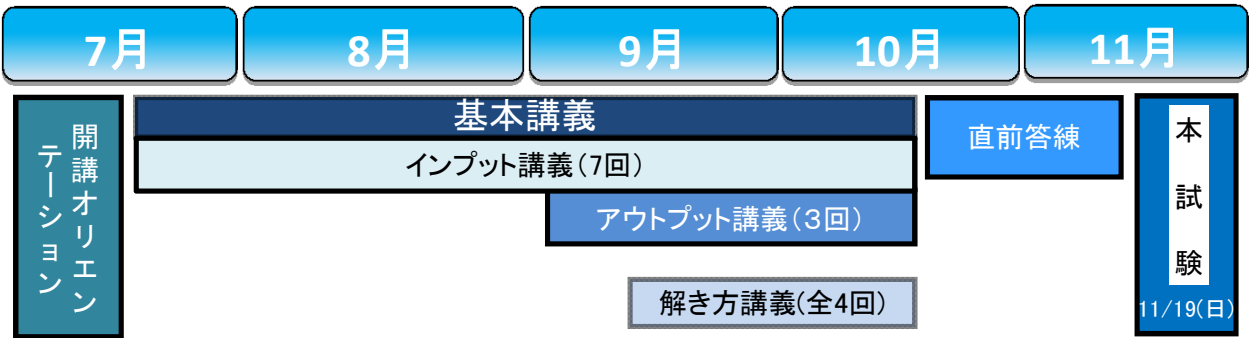 7月
8月
9月
10月
11月
開講オリエン
テーション
基本講義
インプット講義（7回）
アウトプット講義（３回）
解き方講義(全4回）
直前答練
本試験
11/19(日)